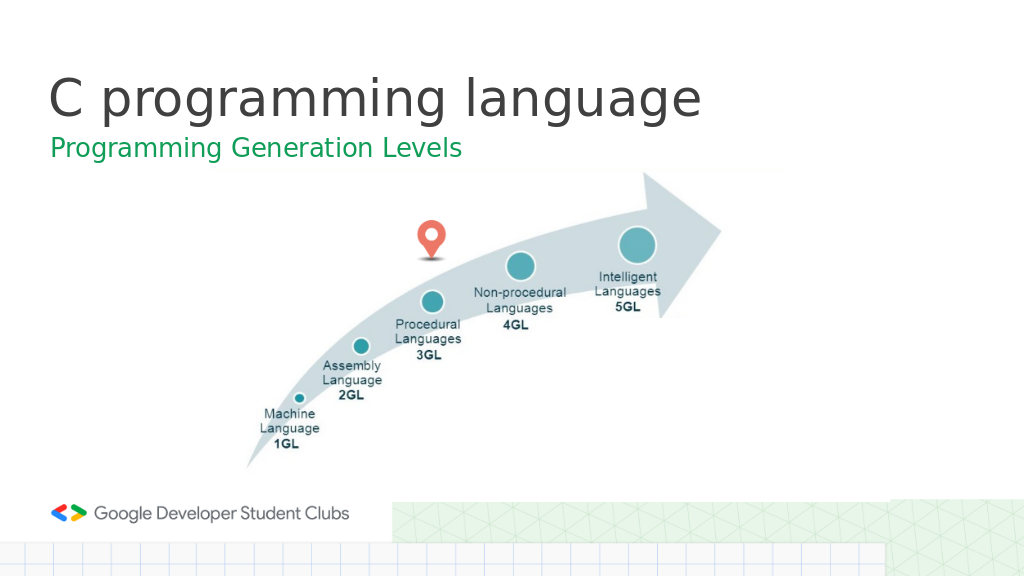 C programming language
Programming Generation Levels
Intelligent
Languages
5GL
Non-procedural
Languages
4GL
Procedural
Languages
3GL
Assembly
Language
2GL
Machine
Language
1GL
Google Developer Student Clubs